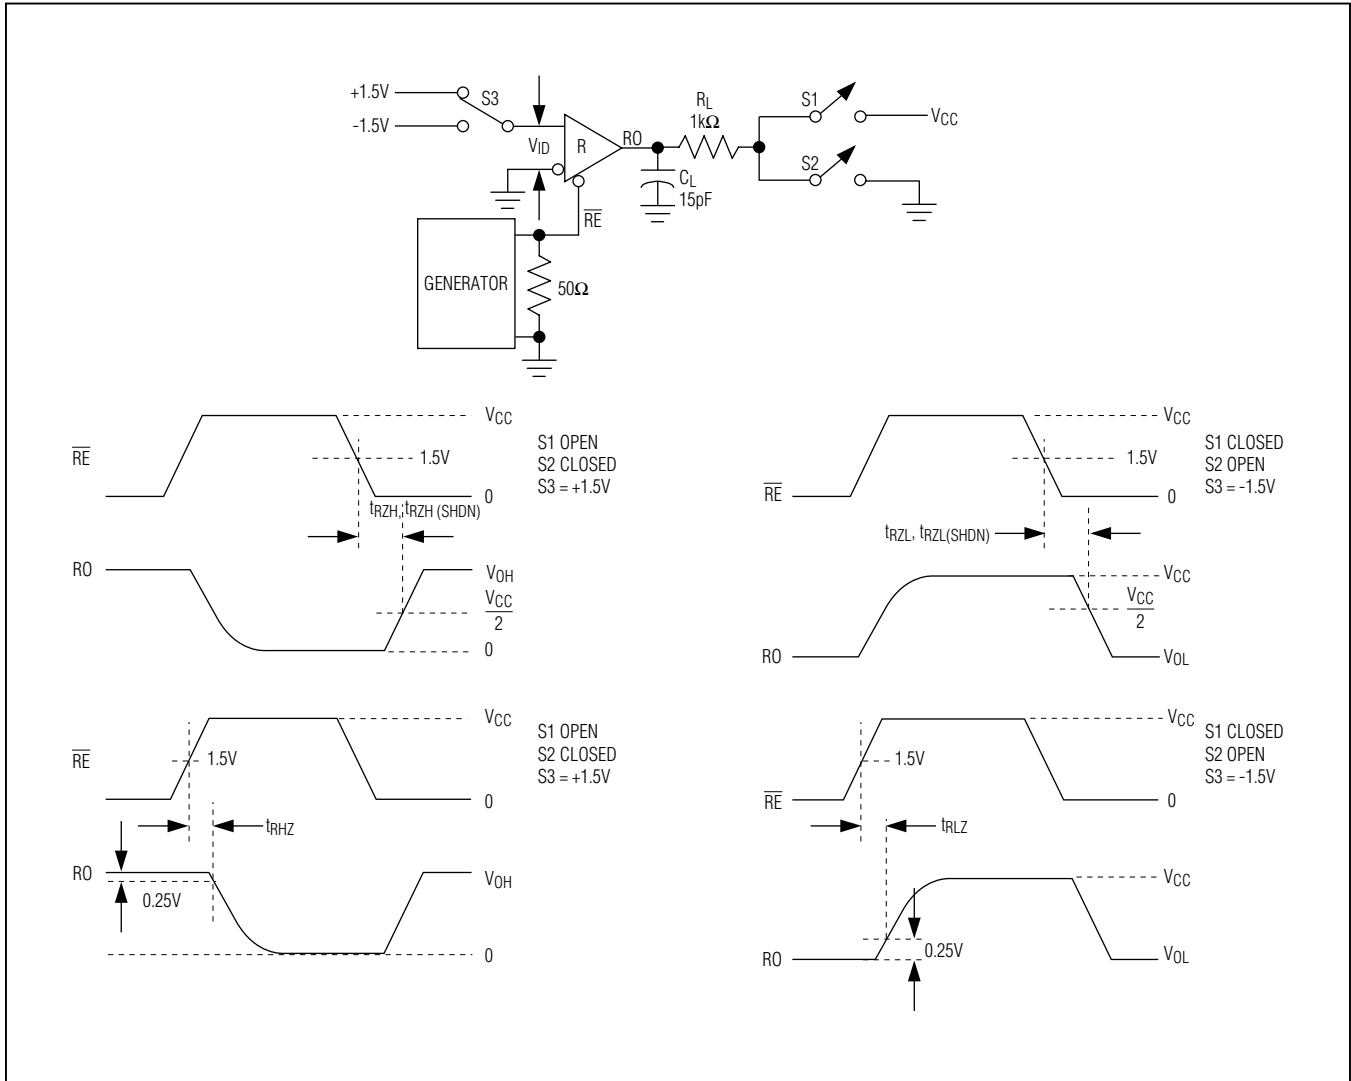 +1.5V
S3
-1.5V
VID
R
RO
RL
1kΩ
CL
15pF
S1
VCC
S2
RE
GENERATOR
50Ω
RE
VCC
1.5V
0
S1 OPEN
S2 CLOSED
S3 = +1.5V
tRZH, tRZH (SHDN)
RO
VOH
VCC
2
0
RE
VCC
1.5V
0
S1 CLOSED
S2 OPEN
S3 = -1.5V
tRZL, tRZL(SHDN)
VCC
VCC
2
RO
VOL
RE
VCC
1.5V
0
S1 OPEN
S2 CLOSED
S3 = +1.5V
tRHZ
RO
VOH
0.25V
0
RE
VCC
1.5V
0
S1 CLOSED
S2 OPEN
S3 = -1.5V
tRLZ
VCC
RO
0.25V
VOL